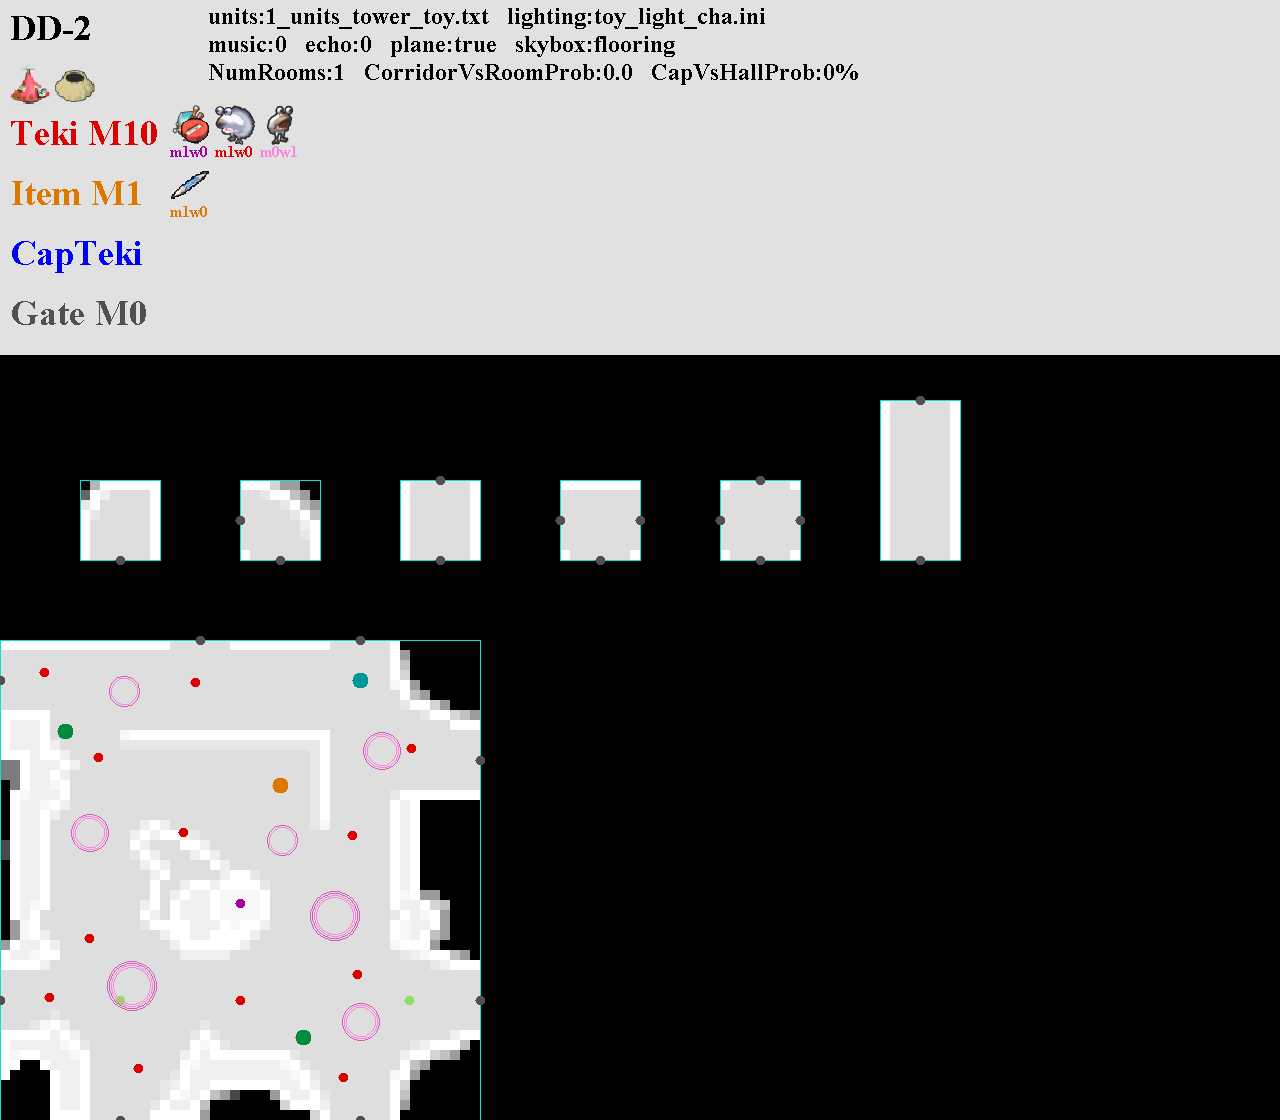 DD-2
units:1_units_tower_toy.txt lighting:toy_light_cha.ini
music:0 echo:0 plane:true skybox:flooring
NumRooms:1 CorridorVsRoomProb:0.0 CapVsHallProb:0%
Teki M10
m1w0 m1w0 m0w1
Item M1
m1w0
CapTeki
Gate M0